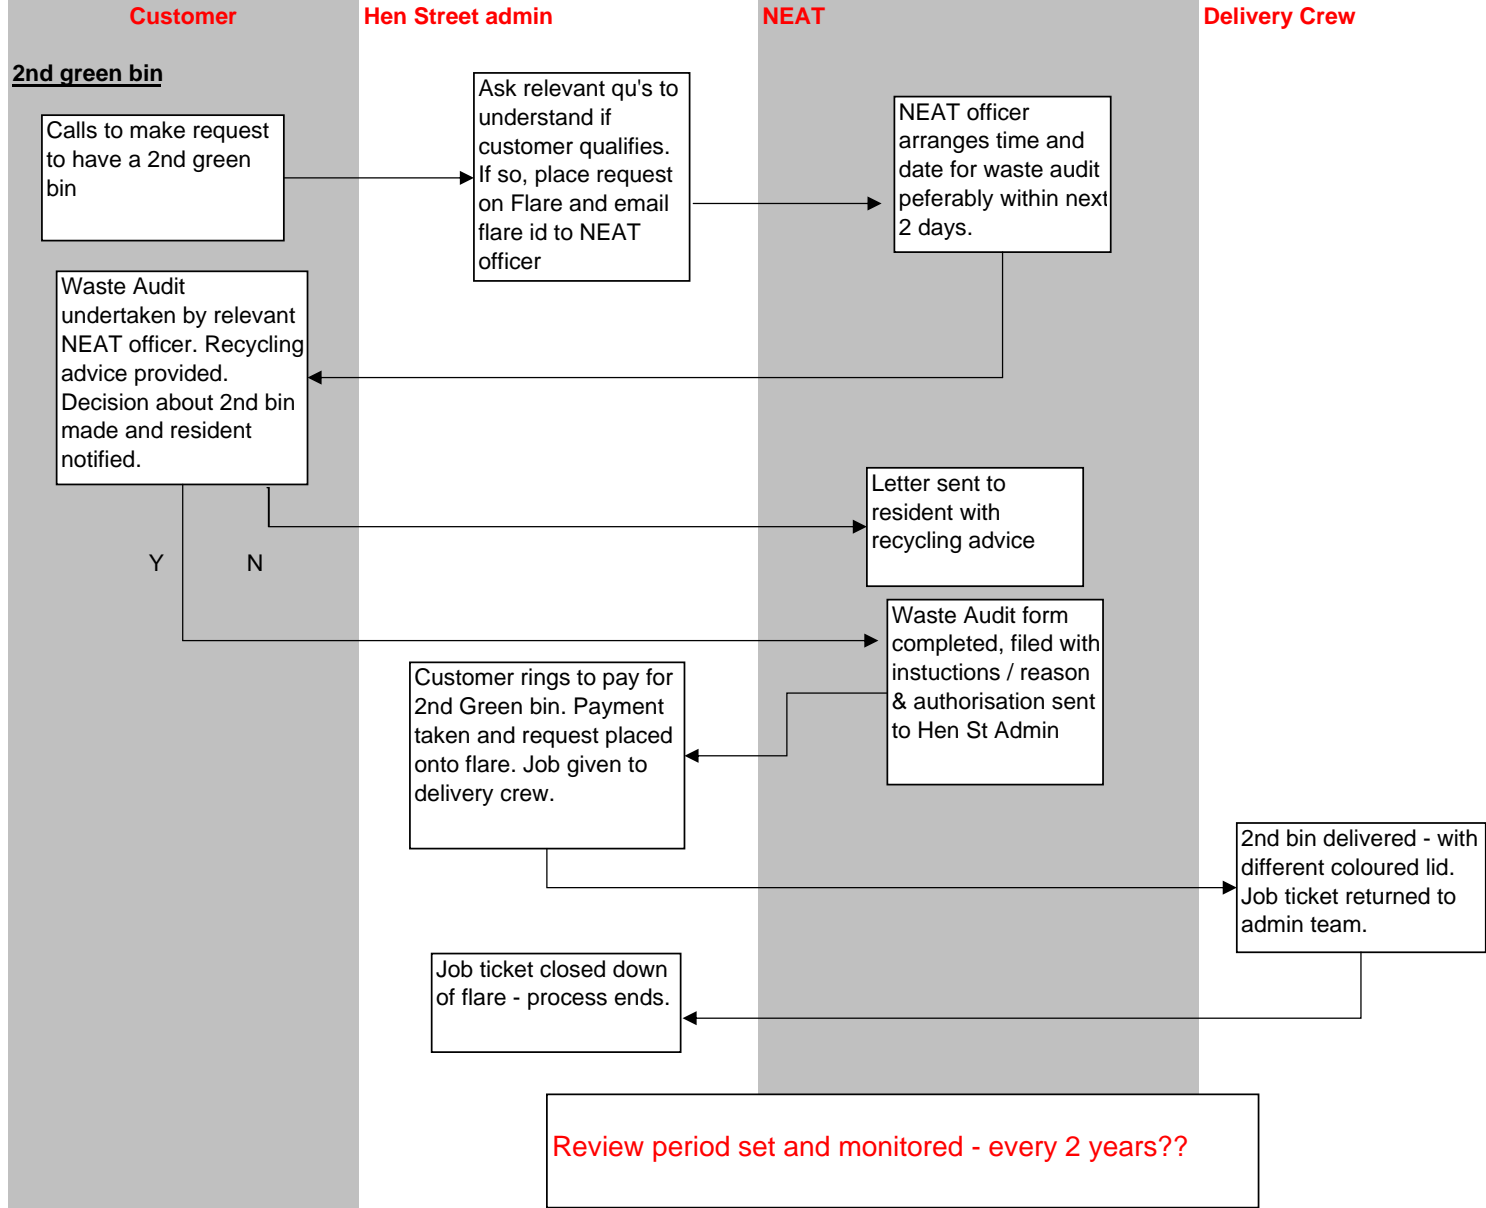 Customer
Hen Street admin
NEAT
Delivery Crew
2nd green bin
Calls to make request
to have a 2nd green
bin
Ask relevant qu's to
understand if
customer qualifies.
If so, place request
on Flare and email
flare id to NEAT
officer
NEAT officer
arranges time and
date for waste audit
peferably within next
2 days.
Waste Audit
undertaken by relevant
NEAT officer. Recycling
advice provided.
Decision about 2nd bin
made and resident
notified.
Letter sent to
resident with
recycling advice
Y
N
Waste Audit form
completed, filed with
instuctions / reason
& authorisation sent
to Hen St Admin
Customer rings to pay for
2nd Green bin. Payment
taken and request placed
onto flare. Job given to
delivery crew.
2nd bin delivered - with
different coloured lid.
Job ticket returned to
admin team.
Job ticket closed down
of flare - process ends.
Review period set and monitored - every 2 years??